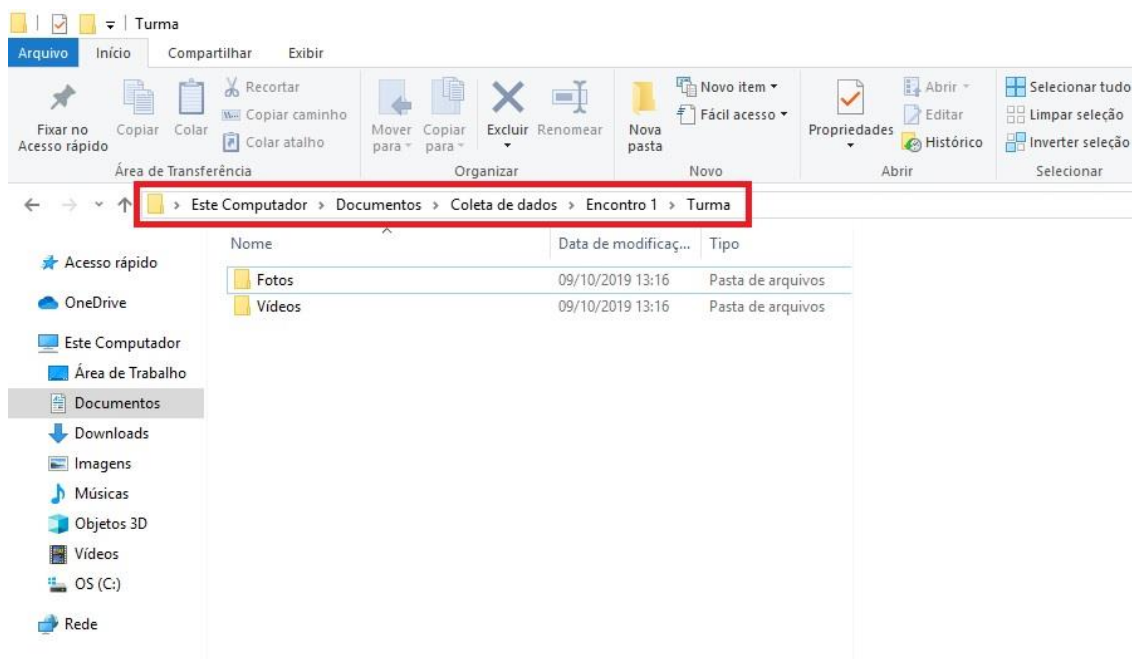 Turma
Arquivo Início Compartilhar Exibir
Fixar no Acesso rápido
Copiar
Colar
Recortar
Copiar caminho
Colar atalho
Área de Transferência
Mover para
Copiar para
Excluir
Renomear
Organizar
Nova pasta
Novo item
Fácil acesso
Novo
Propriedades
Abrir
Editar
Histórico
Abrir
Selecionar tudo
Limpar seleção
Inverter seleção
Selecionar
Este Computador › Documentos › Coleta de dados › Encontro 1 › Turma
Acesso rápido
OneDrive
Este Computador
Área de Trabalho
Documentos
Downloads
Imagens
Músicas
Objetos 3D
Vídeos
OS (C:)
Rede
Nome Data de modificaç... Tipo
Fotos 09/10/2019 13:16 Pasta de arquivos
Vídeos 09/10/2019 13:16 Pasta de arquivos